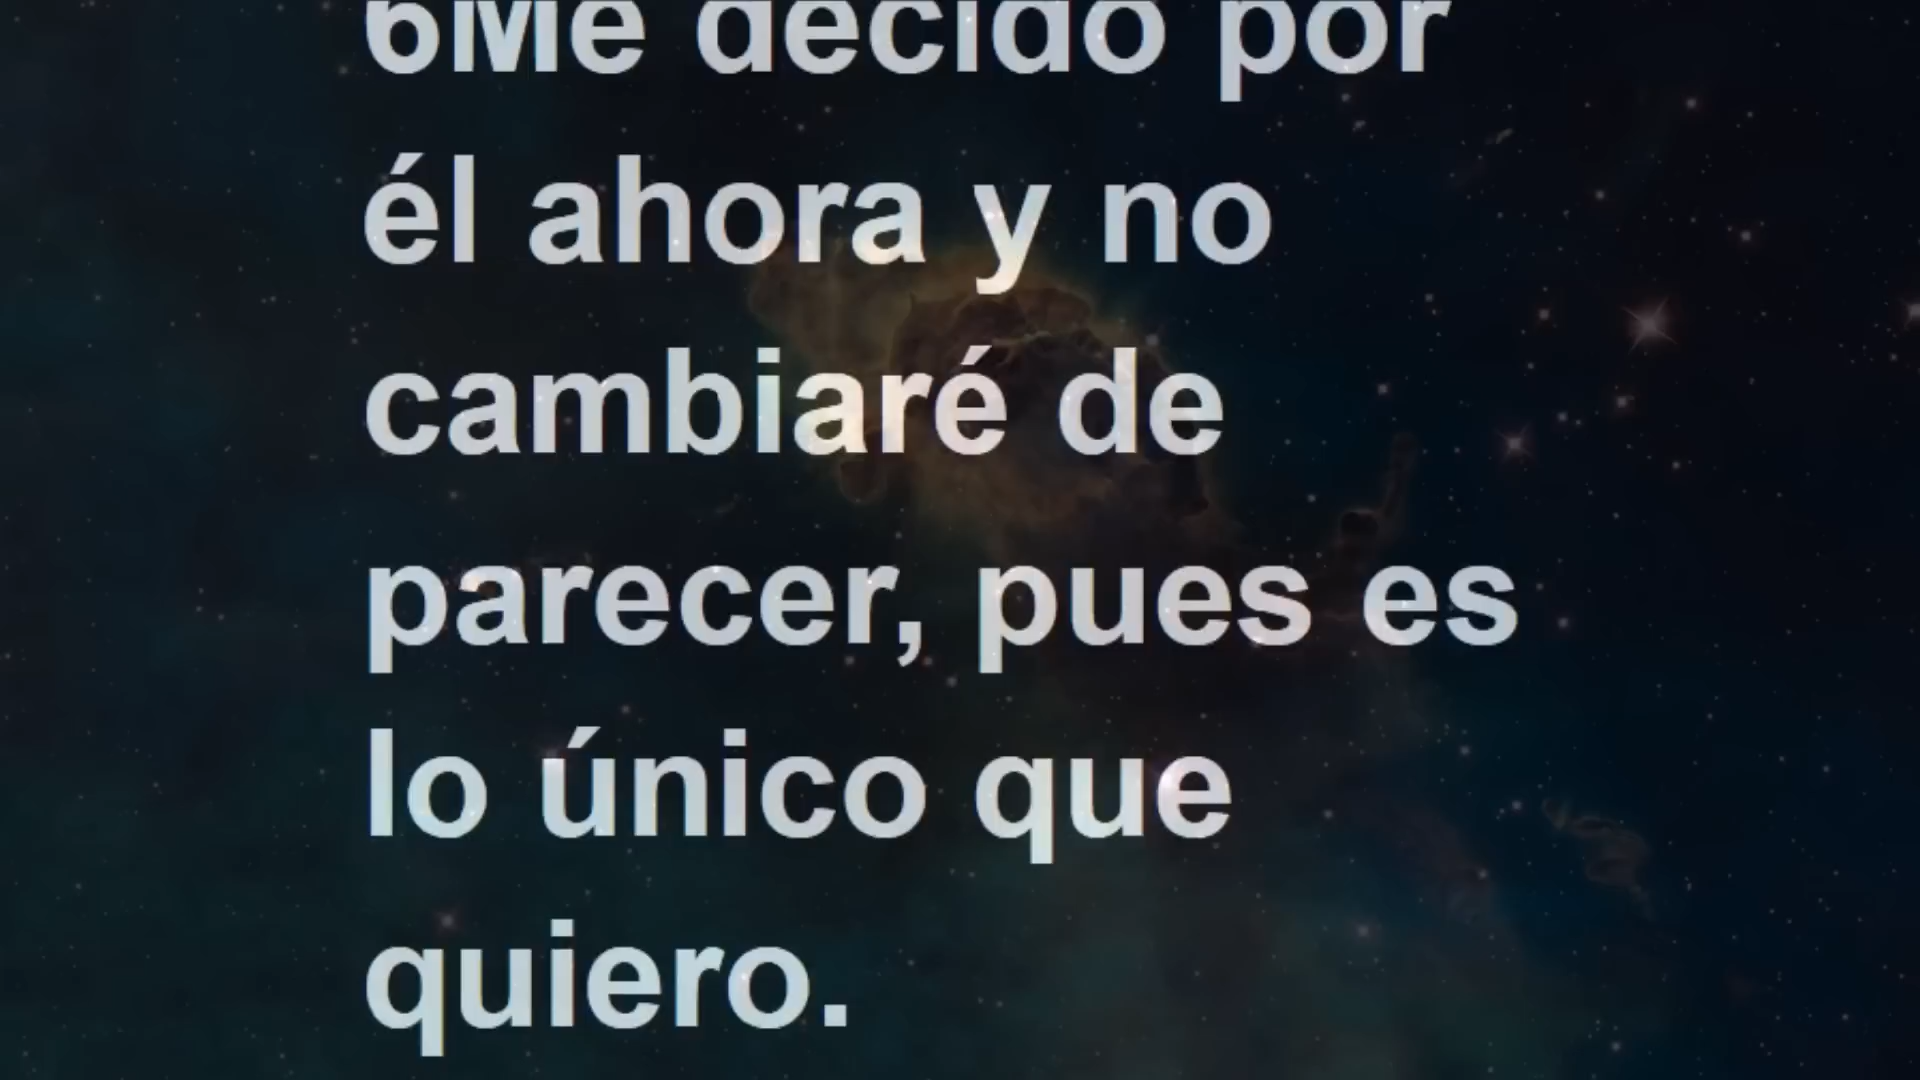 6Me decido por
él ahora y no
cambiaré de
parecer, pues es
lo único que
quiero.